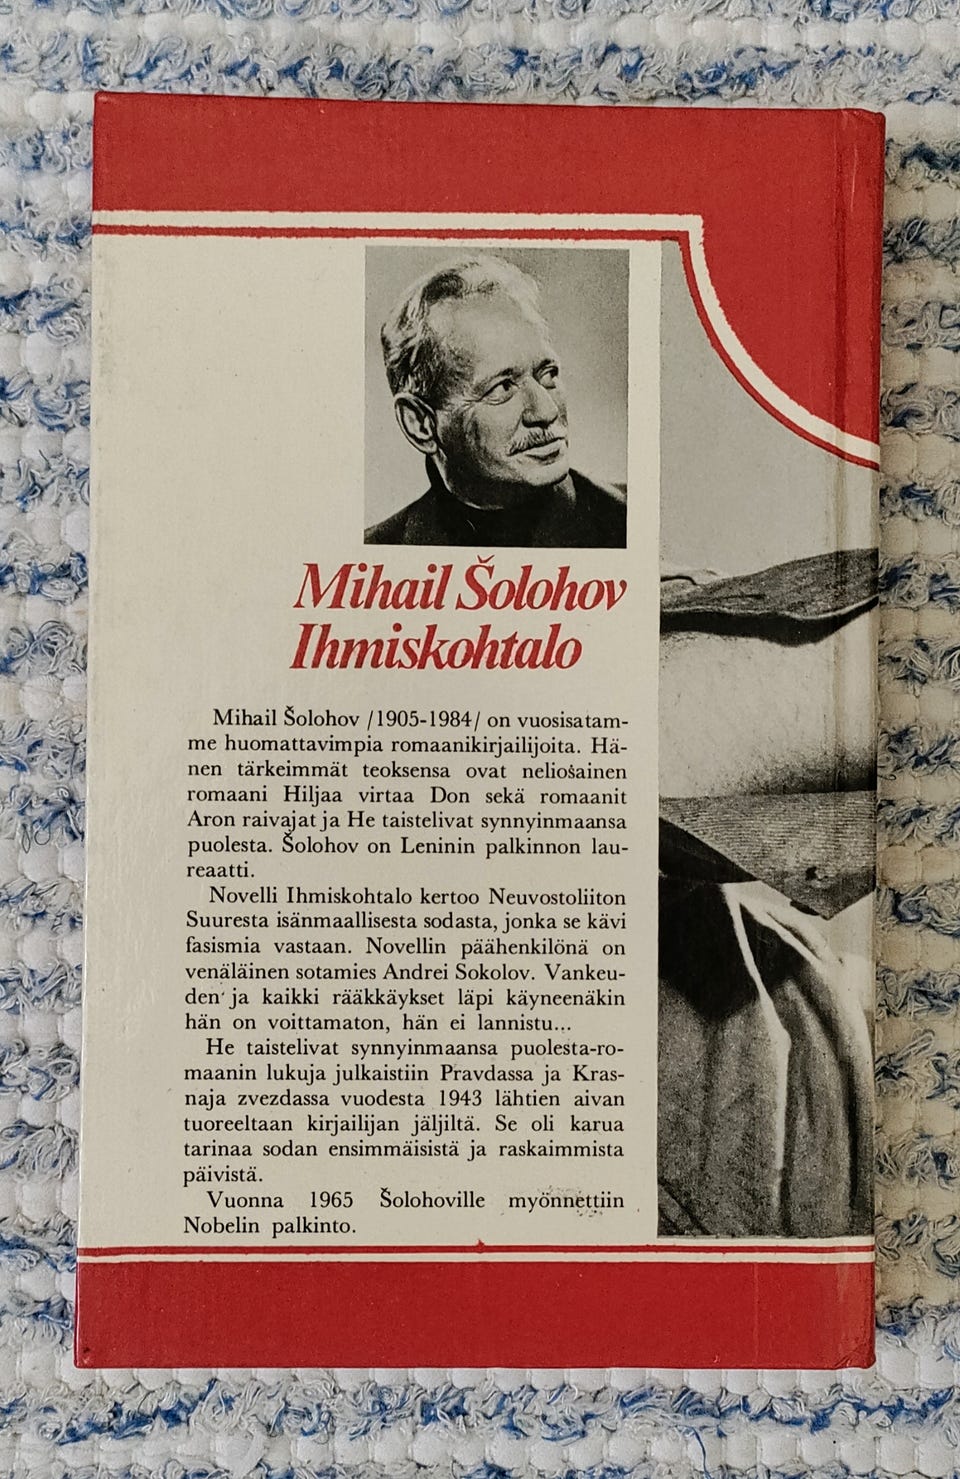 Mihail Šolohov
Ihmiskohtalo
Mihail Šolohov /1905-1984/ on vuosisatam-
me huomattavimpia romaanikirjailijoita. Hä-
nen tärkeimmät teoksensa ovat neliosainen
romaani Hiljaa virtaa Don sekä romaanit
Aron raivajat ja He taistelivat synnyinmaansa
puolesta. Šolohov on Leninin palkinnon lau-
reaatti.
Novelli Ihmiskohtalo kertoo Neuvostoliiton
Suuresta isänmaallisesta sodasta, jonka se kävi
fasismia vastaan. Novellin päähenkilönä on
venäläinen sotamies Andrei Sokolov. Vankeu-
den ja kaikki rääkkäykset läpi käyneenäkin
hän on voittamaton, hän ei lannistu...
He taistelivat synnyinmaansa puolesta-ro-
maanin lukuja julkaistiin Pravdassa ja Kras-
naja zvezdassa vuodesta 1943 lähtien aivan
tuoreeltaan kirjailijan jäljiltä. Se oli karua
tarinaa sodan ensimmäisistä ja raskaimmista
päivistä.
Vuonna 1965 Šolohoville myönnettiin
Nobelin palkinto.